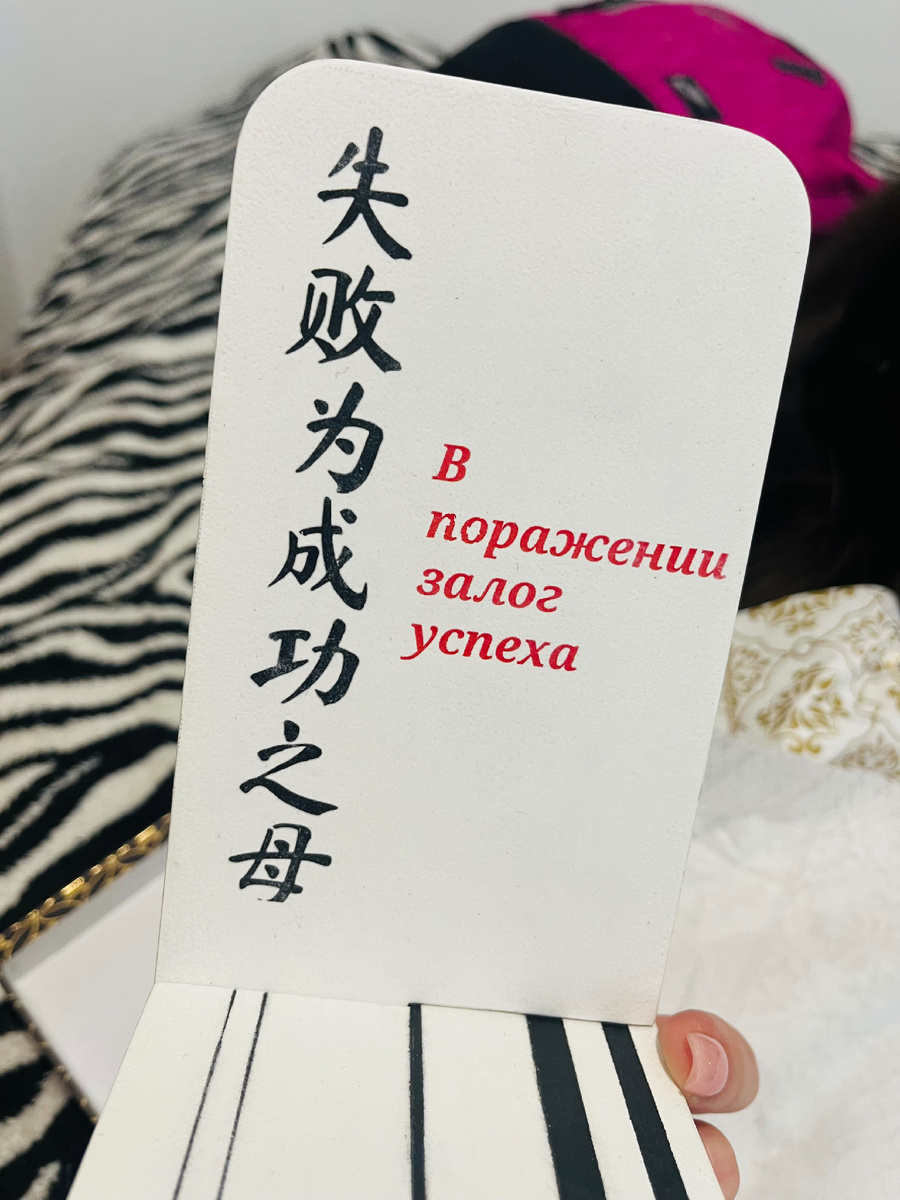 失败为成功之母
В
поражении
залог
успеха